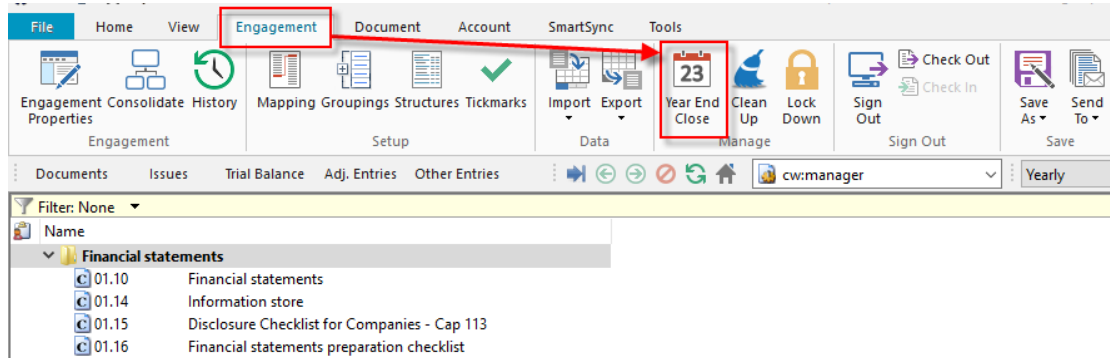 File Home View Engagement Document Account SmartSync Tools
Engagement Properties Consolidate History Mapping Groupings Structures Tickmarks Import Export 23 Year End Close Clean Up Lock Down Sign Out Check Out Check In Save As Send To
Engagement Setup Data Manage Sign Out Save
Documents Issues Trial Balance Adj. Entries Other Entries cw:manager Yearly
Filter: None
Name
Financial statements
01.10 Financial statements
01.14 Information store
01.15 Disclosure Checklist for Companies - Cap 113
01.16 Financial statements preparation checklist